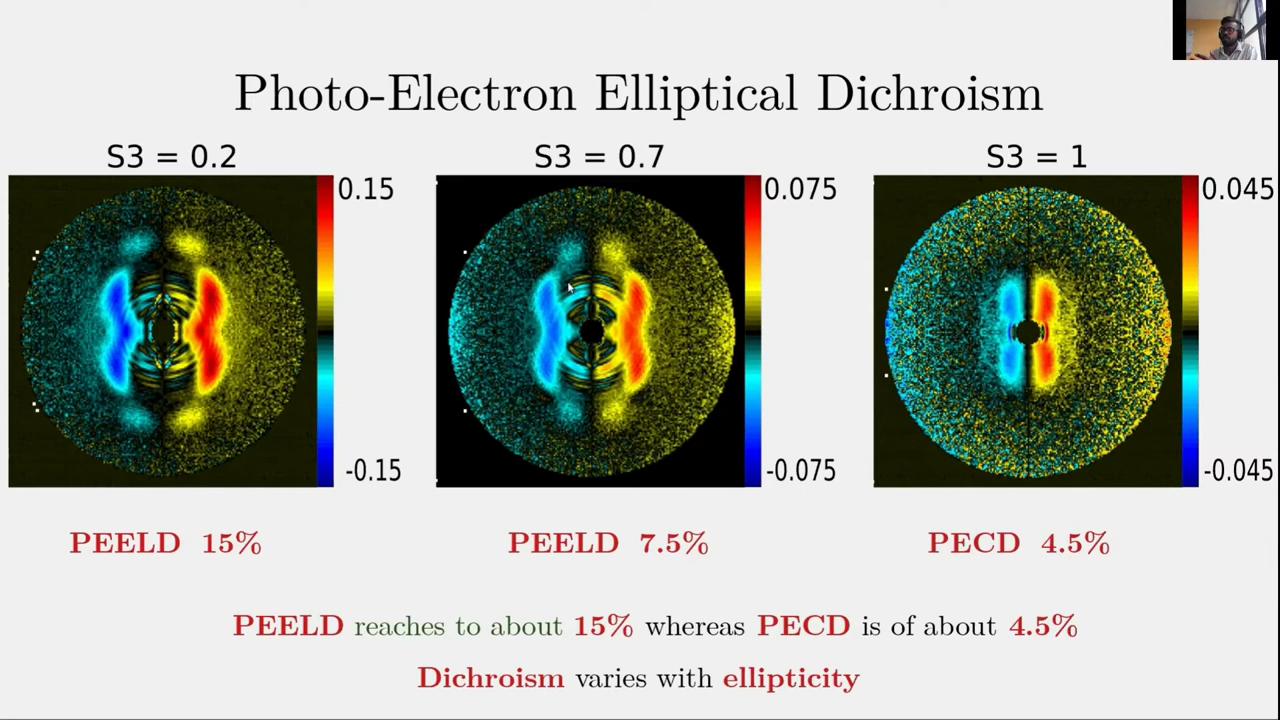 Photo-Electron Elliptical Dichroism
S3 = 0.2
S3 = 0.7
S3 = 1
0.15
0.075
0.045
-0.15
-0.075
-0.045
PEELD 15%
PEELD 7.5%
PECD 4.5%
PEELD reaches to about 15% whereas PECD is of about 4.5%
Dichroism varies with ellipticity